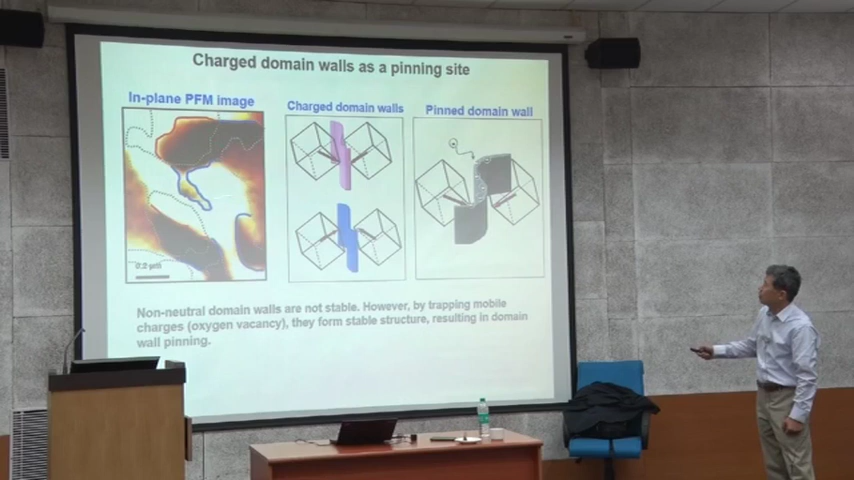 Charged domain walls as a pinning site
In-plane PFM image
Charged domain walls
Pinned domain wall
0.2 µm
Non-neutral domain walls are not stable. However, by trapping mobile
charges (oxygen vacancy), they form stable structure, resulting in domain
wall pinning.